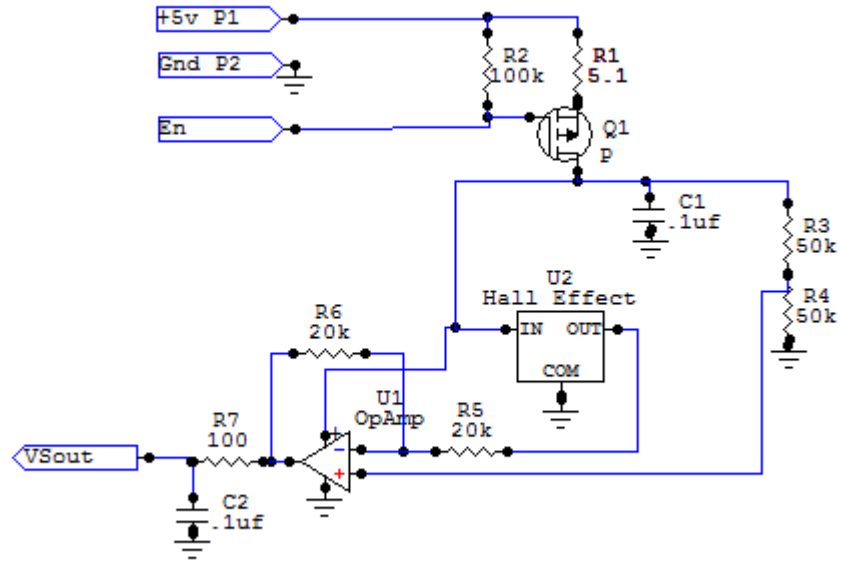 +5v P1
Gnd P2
En
R2
100k
R1
5.1
Q1
P
C1
.1uf
R3
50k
R4
50k
U2
Hall Effect
IN OUT
COM
R6
20k
U1
OpAmp
+
-
+
R5
20k
R7
100
VSout
C2
.1uf